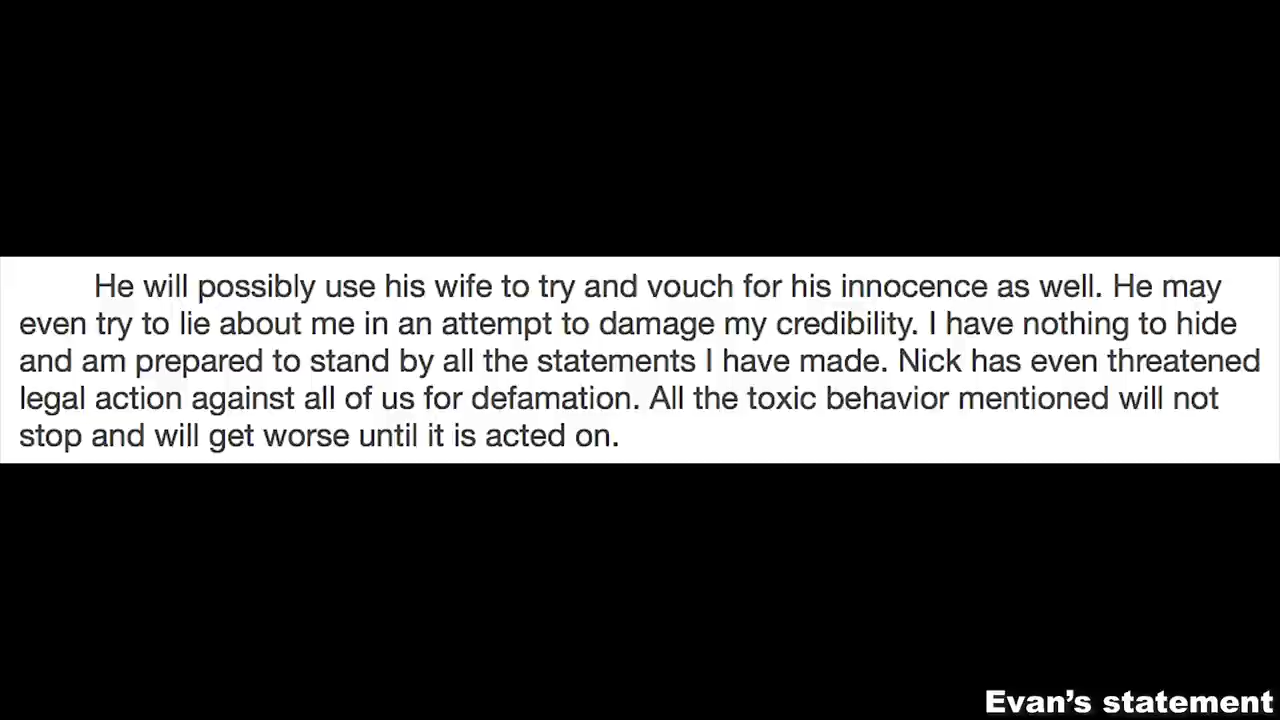 He will possibly use his wife to try and vouch for his innocence as well. He may
even try to lie about me in an attempt to damage my credibility. I have nothing to hide
and am prepared to stand by all the statements I have made. Nick has even threatened
legal action against all of us for defamation. All the toxic behavior mentioned will not
stop and will get worse until it is acted on.
Evan’s statement